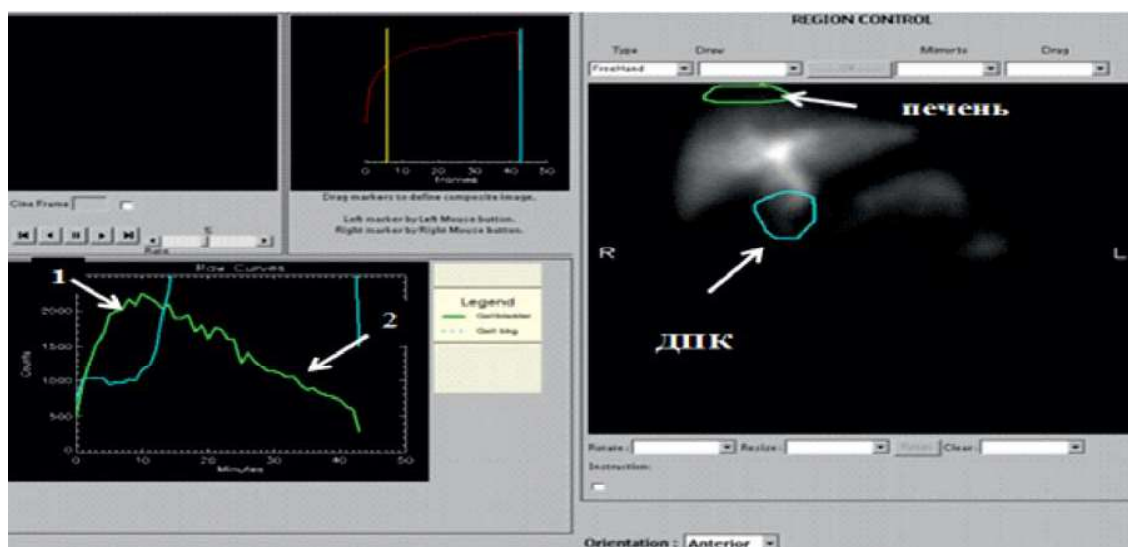 REGION CONTROL
Type Draw Mirror to Drag
FreeHand
печень
R L
ДПК
0 10 20 30 40 50
Frames
Drag markers to define composite image.
Left marker by Left Mouse button.
Right marker by Right Mouse button.
Cine Frame
Rate
Raw Curves
1
2
2000
1500
1000
500
0
Counts
0 10 20 30 40 50
Minutes
Legend
Gallbladder
Rotate: Resize: Clear:
Instruction:
Orientation : Anterior